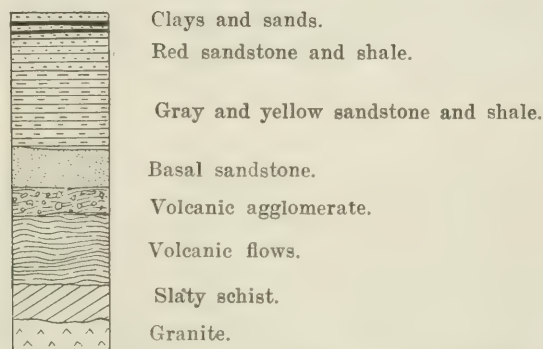 Clays and sands.
Red sandstone and shale.
Gray and yellow sandstone and shale.
Basal sandstone.
Volcanic agglomerate.
Volcanic flows.
Slaty schist.
Granite.